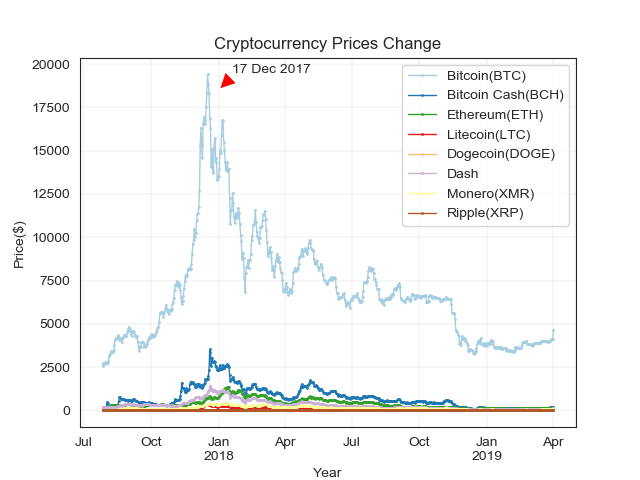 Cryptocurrency Prices Change
17 Dec 2017
Bitcoin(BTC)
Bitcoin Cash(BCH)
Ethereum(ETH)
Litecoin(LTC)
Dogecoin(DOGE)
Dash
Monero(XMR)
Ripple(XRP)
Price($)
20000
17500
15000
12500
10000
7500
5000
2500
0
Jul Oct Jan Apr Jul Oct Jan Apr
2018 2019
Year